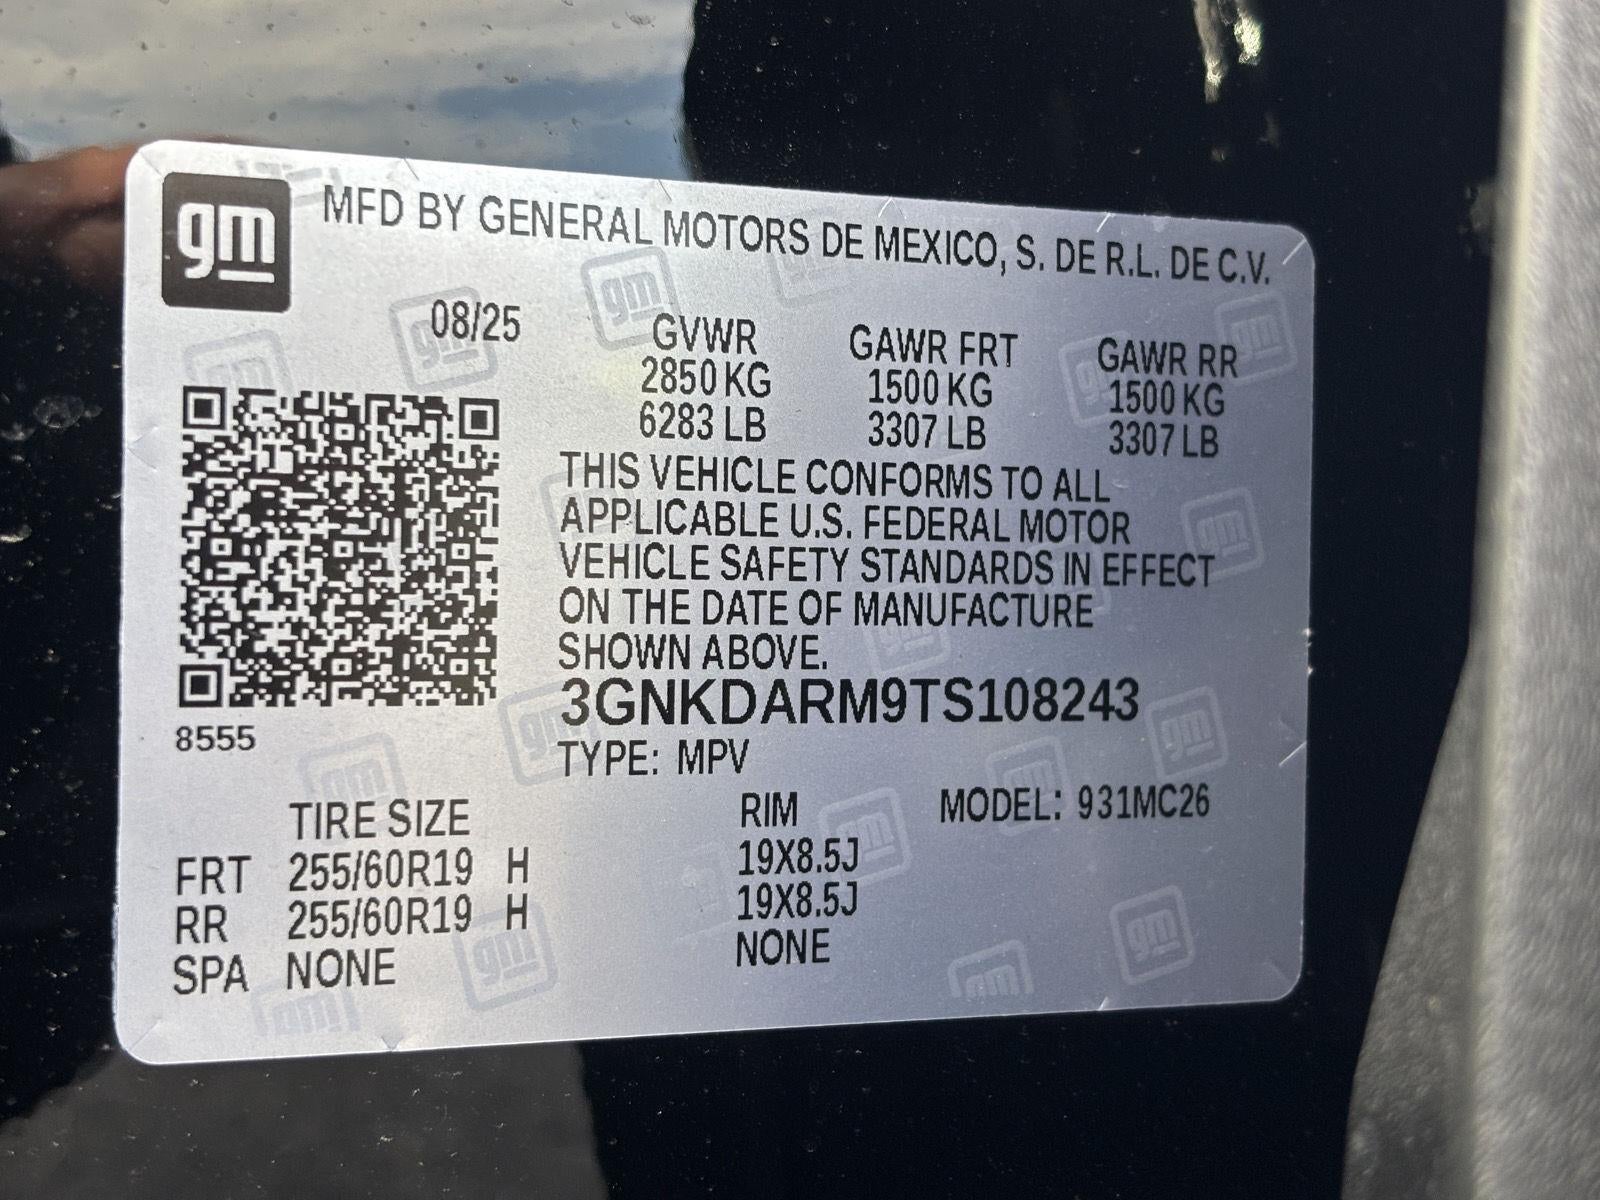 gm
MFD BY GENERAL MOTORS DE MEXICO, S. DE R.L. DE C.V.
08/25
GVWR GAWR FRT GAWR RR
2850 KG 1500 KG 1500 KG
6283 LB 3307 LB 3307 LB
THIS VEHICLE CONFORMS TO ALL
APPLICABLE U.S. FEDERAL MOTOR
VEHICLE SAFETY STANDARDS IN EFFECT
ON THE DATE OF MANUFACTURE
SHOWN ABOVE.
3GNKDARM9TS108243
8555
TYPE: MPV
TIRE SIZE RIM MODEL: 931MC26
FRT 255/60R19 H 19X8.5J
RR 255/60R19 H 19X8.5J
SPA NONE NONE